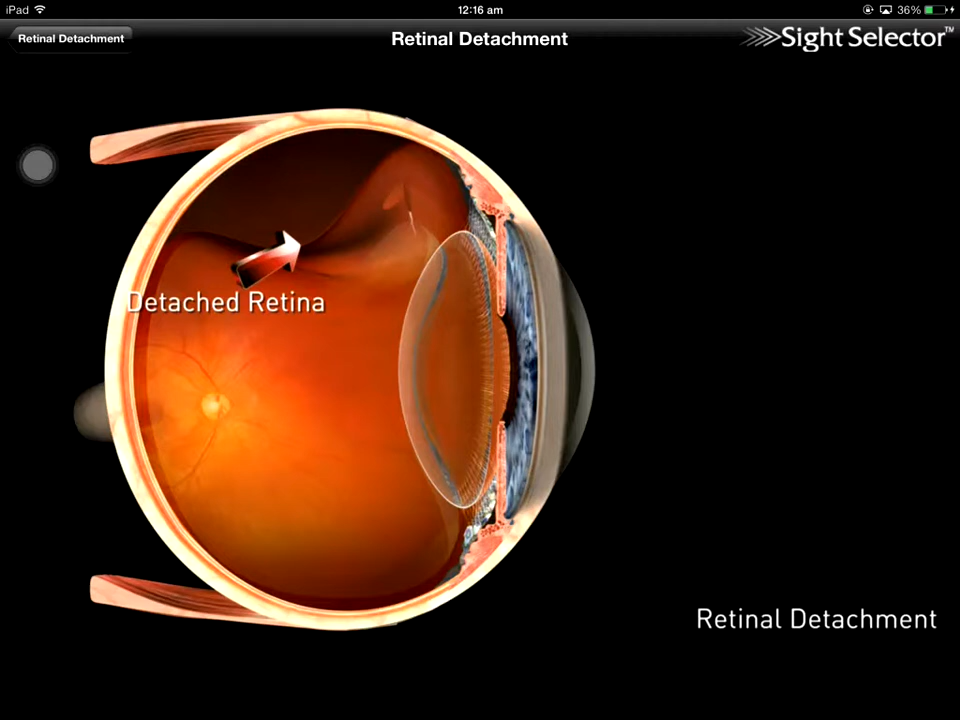 iPad 12:16 am 36%
Retinal Detachment Retinal Detachment Sight Selector™
Detached Retina
Retinal Detachment